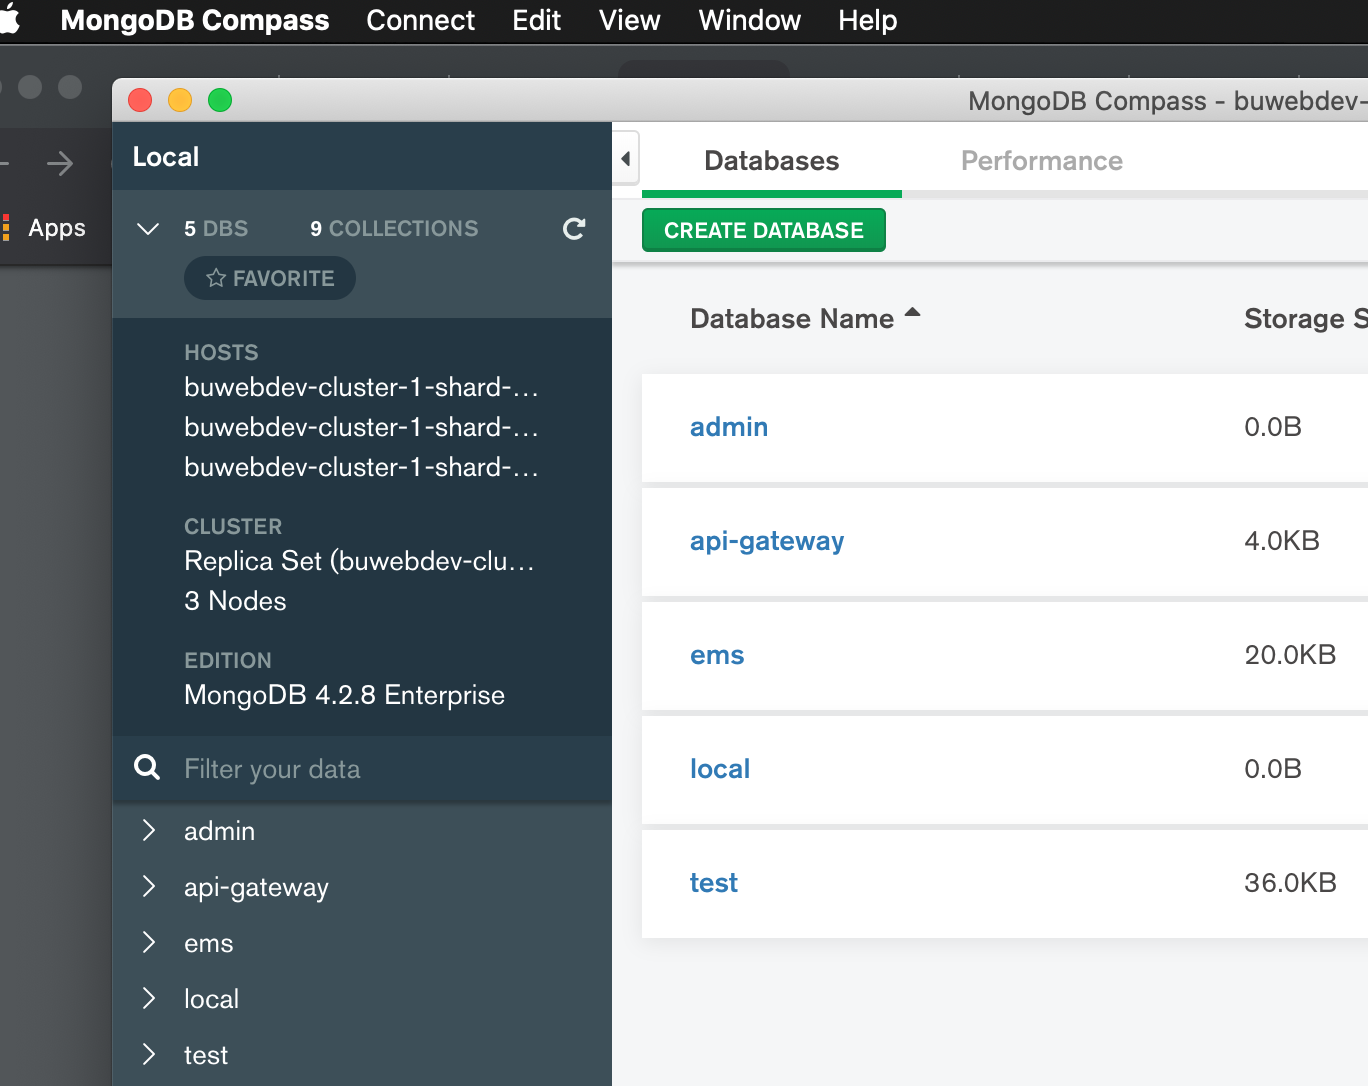 MongoDB Compass Connect Edit View Window Help
MongoDB Compass - buwebdev-
Apps
Local
5 DBS 9 COLLECTIONS
FAVORITE
HOSTS
buwebdev-cluster-1-shard-...
buwebdev-cluster-1-shard-...
buwebdev-cluster-1-shard-...
CLUSTER
Replica Set (buwebdev-clu...
3 Nodes
EDITION
MongoDB 4.2.8 Enterprise
Filter your data
admin
api-gateway
ems
local
test
Databases Performance
CREATE DATABASE
Database Name Storage S
admin 0.0B
api-gateway 4.0KB
ems 20.0KB
local 0.0B
test 36.0KB